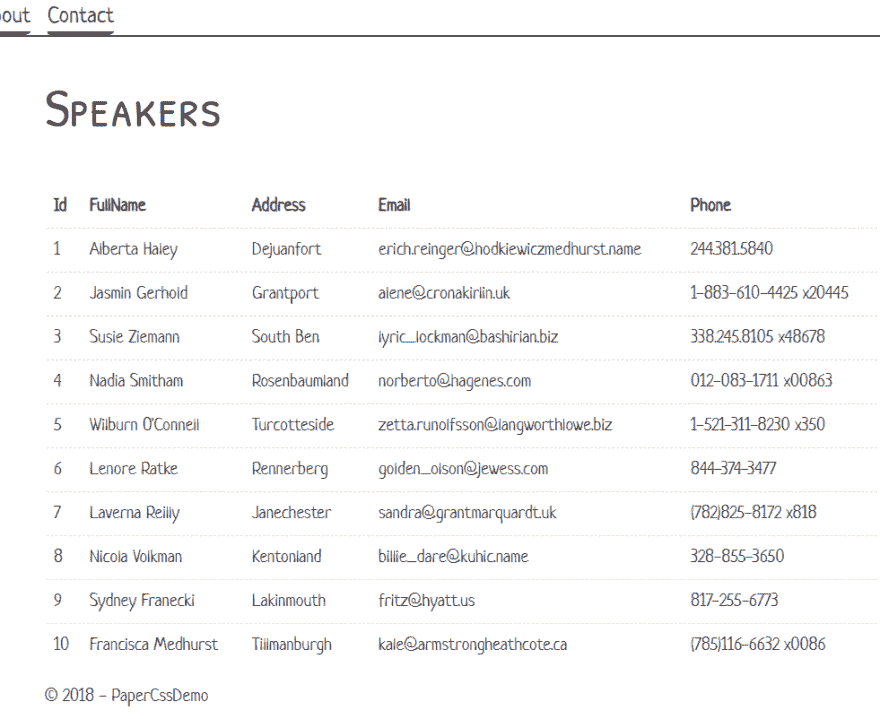 Contact
Speakers
Id FullName Address Email Phone
1 Alberta Haley Dejuanfort erich.reinger@hodkiewiczmedhurst.name 244.381.5840
2 Jasmin Gerhold Grantport alene@cronakirlin.uk 1-883-610-4425 x20445
3 Susie Ziemann South Ben lyric_lockman@bashirian.biz 338.245.8105 x48678
4 Nadia Smitham Rosenbaumland norberto@hagenes.com 012-083-1711 x00863
5 Wilburn O'Connell Turcotteside zetta.runolfsson@langworthlowe.biz 1-521-311-8230 x350
6 Lenore Ratke Rennerberg golden_olson@jewess.com 844-374-3477
7 Laverna Reilly Janechester sandra@grantmarquardt.uk (782)825-8172 x818
8 Nicola Volkman Kentonland billie_dare@kuhic.name 328-855-3650
9 Sydney Franecki Lakinmouth fritz@hyatt.us 817-255-6773
10 Francisca Medhurst Tillmanburgh kale@armstrongheathcote.ca (785)116-6632 x0086
© 2018 - PaperCssDemo